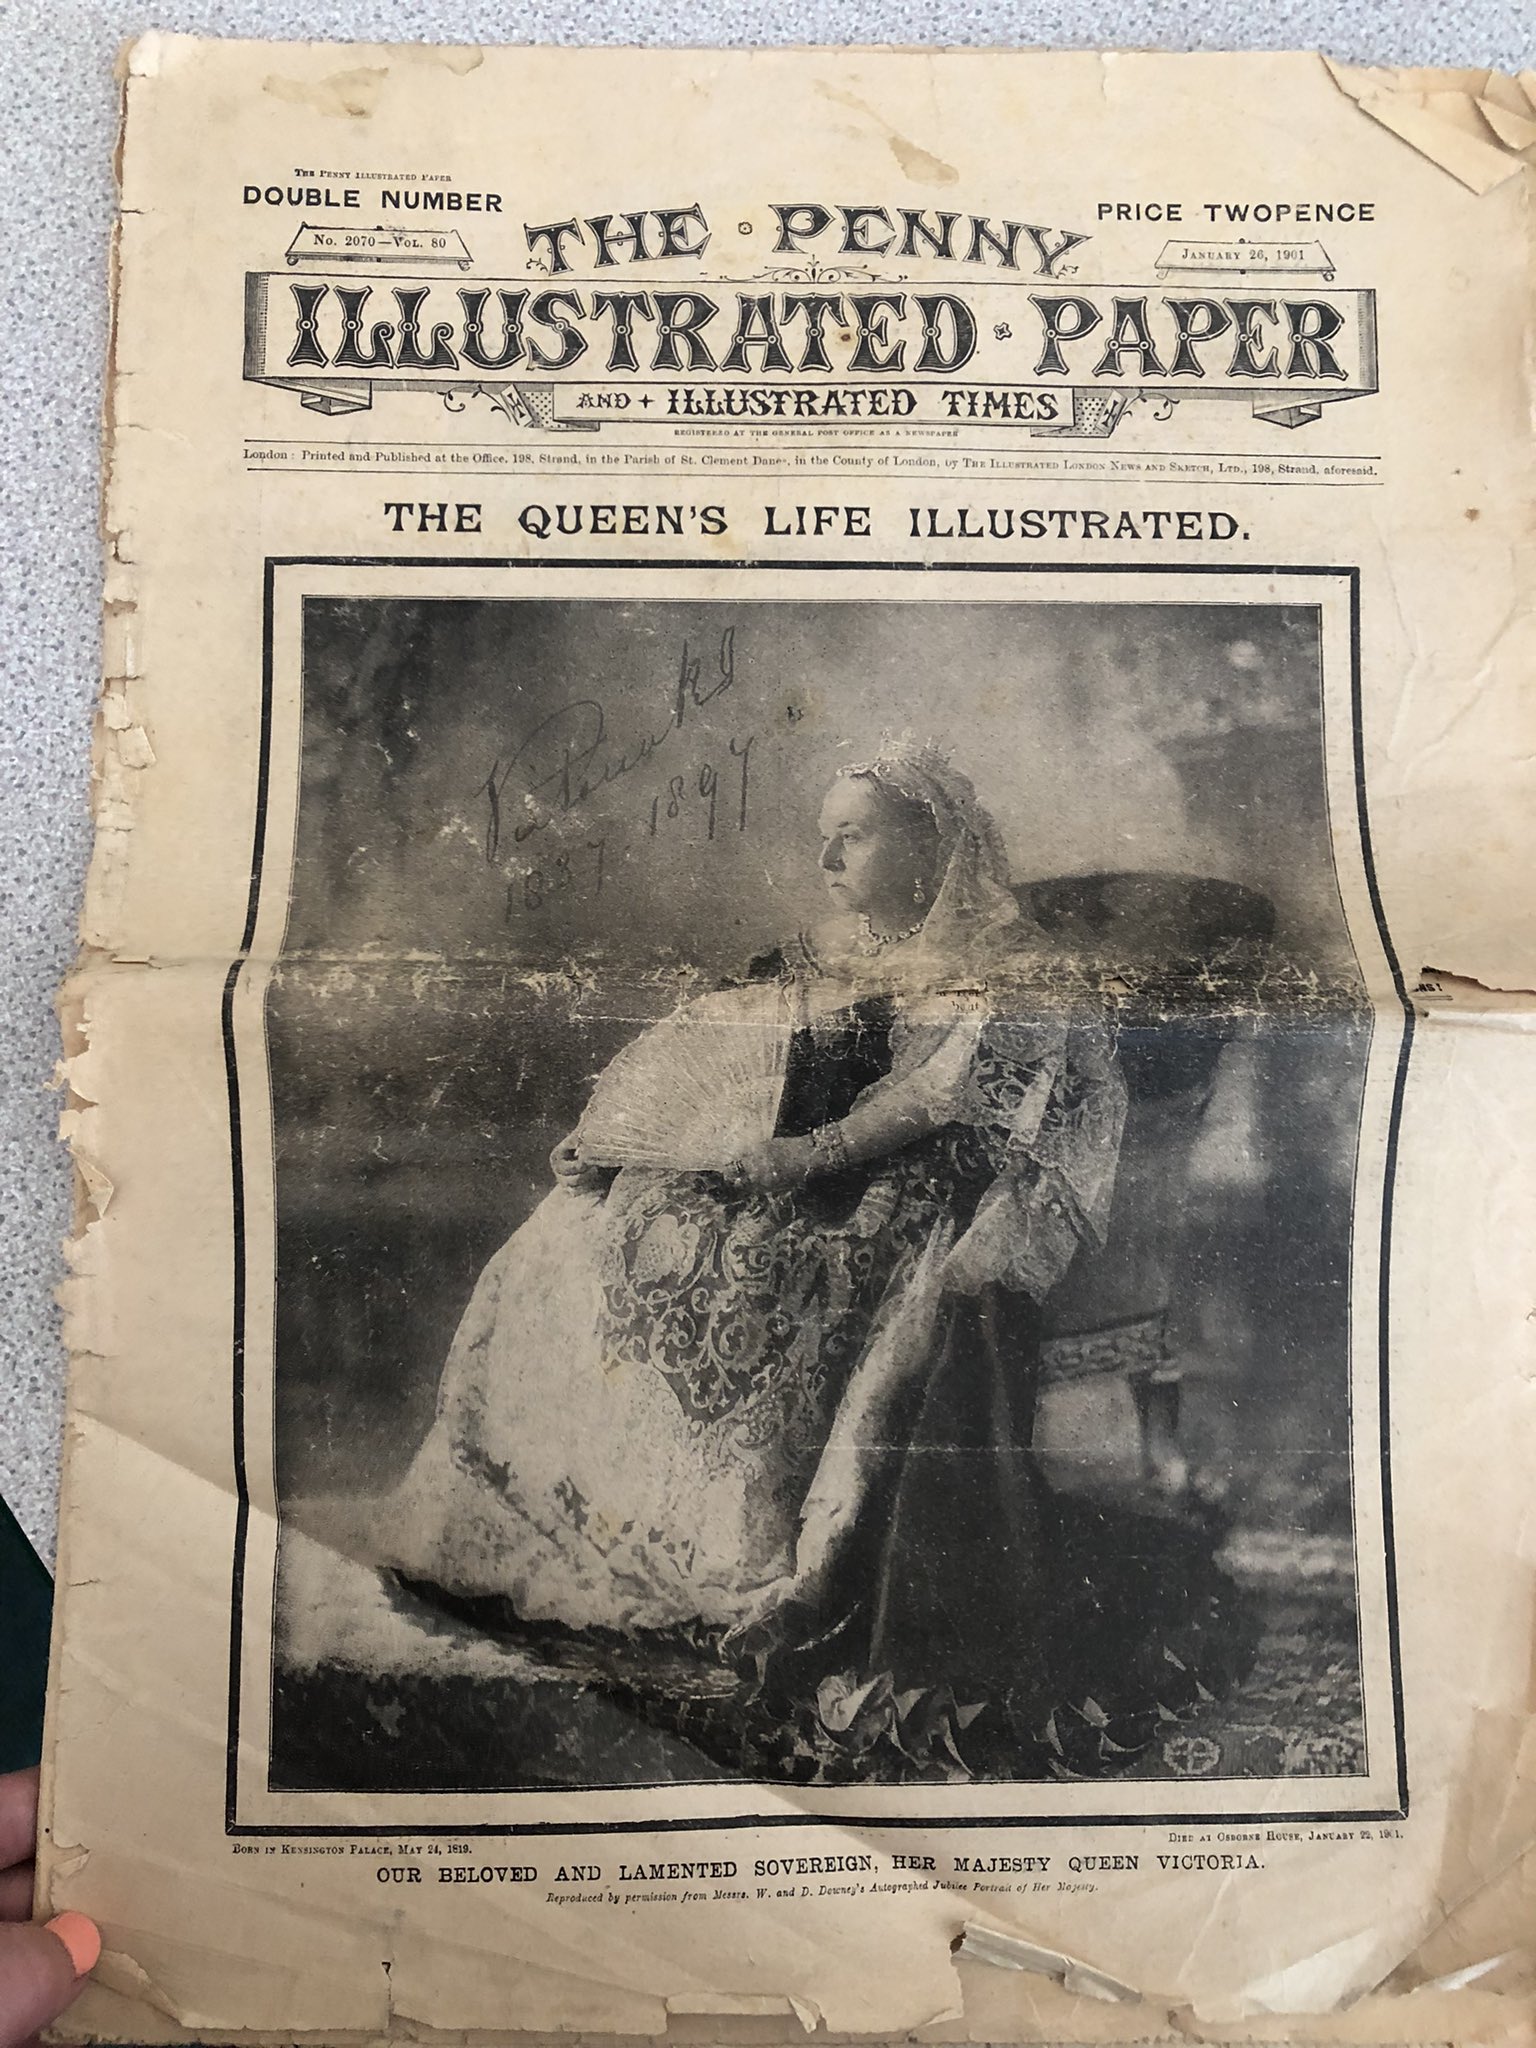 THE PENNY ILLUSTRATED PAPER
DOUBLE NUMBER
No. 2070—VOL. 80
THE PENNY
PRICE TWOPENCE
JANUARY 26, 1901
ILLUSTRATED PAPER
AND + ILLUSTRATED TIMES
REGISTERED AT THE GENERAL POST OFFICE AS A NEWSPAPER
London: Printed and Published at the Office, 198, Strand, in the Parish of St. Clement Danes, in the County of London, by THE ILLUSTRATED LONDON NEWS AND SKETCH, LTD., 198, Strand, aforesaid.
THE QUEEN'S LIFE ILLUSTRATED.
1837 1897
BORN IN KENSINGTON PALACE, MAY 24, 1819.
DIED AT OSBORNE HOUSE, JANUARY 22, 1901.
OUR BELOVED AND LAMENTED SOVEREIGN, HER MAJESTY QUEEN VICTORIA.
Reproduced by permission from Messrs. W. and D. Downey's Autographed Jubilee Portrait of Her Majesty.